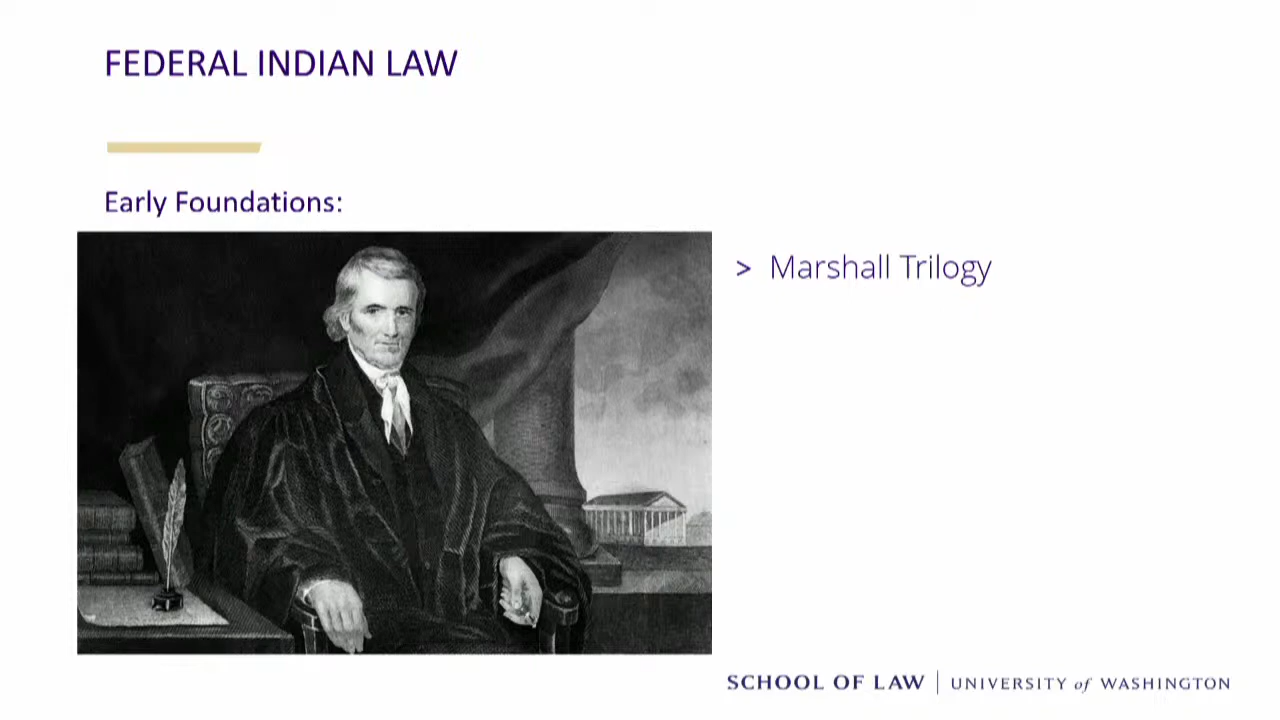 FEDERAL INDIAN LAW
Early Foundations:
> Marshall Trilogy
SCHOOL OF LAW | UNIVERSITY of WASHINGTON